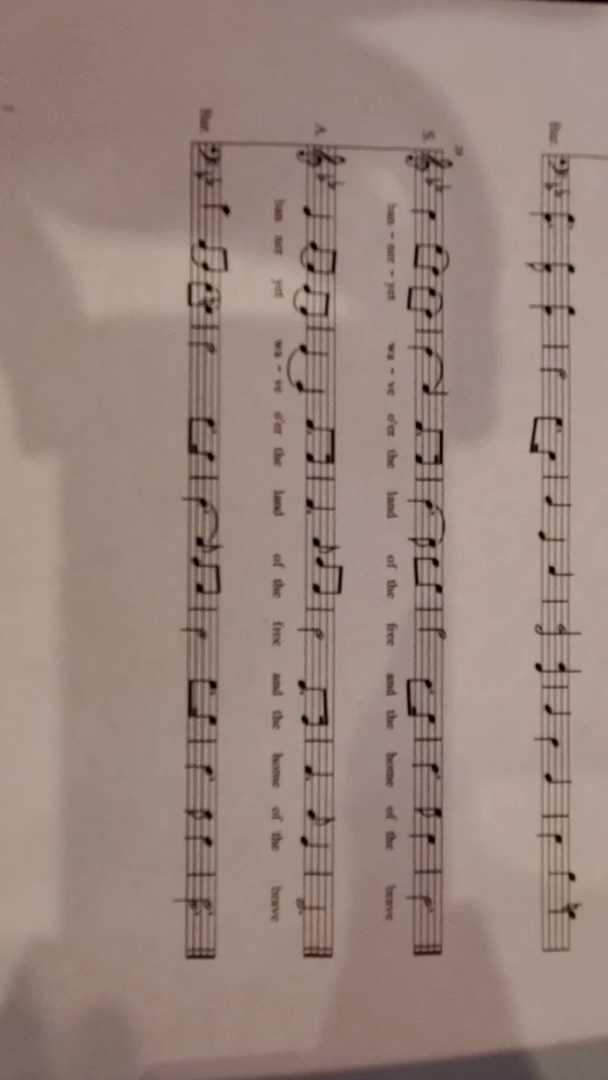 Bar.
S.
ban - ner - yet wa - ve o'er the land of the free and the home of the brave
A.
ban ner yet wa - ve o'er the land of the free and the home of the brave
Bar.